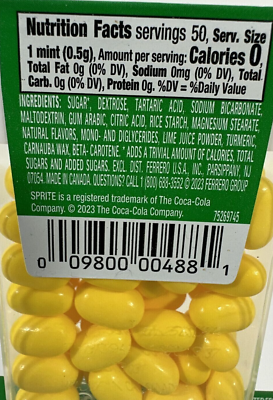 Nutrition Facts servings 50, Serv. Size
1 mint (0.5g), Amount per serving: Calories 0,
Total Fat 0g (0% DV), Sodium 0mg (0% DV), Total
Carb. 0g (0% DV), Protein 0g. %DV = %Daily Value
INGREDIENTS: SUGAR*, DEXTROSE, TARTARIC ACID, SODIUM BICARBONATE,
MALTODEXTRIN, GUM ARABIC, CITRIC ACID, RICE STARCH, MAGNESIUM STEARATE,
NATURAL FLAVORS, MONO- AND DIGLYCERIDES, LIME JUICE POWDER, TURMERIC,
CARNAUBA WAX. BETA- CAROTENE. * ADDS A TRIVIAL AMOUNT OF CALORIES, TOTAL
SUGARS AND ADDED SUGARS. EXCL. DIST. FERRERO U.S.A. INC., PARSIPPANY, NJ
07054. MADE IN CANADA. QUESTIONS? CALL 1 (800) 688-3552 © 2023 FERRERO GROUP
SPRITE is a registered trademark of The Coca-Cola
Company. © 2023 The Coca-Cola Company.
75269745
0 09800 00488 1